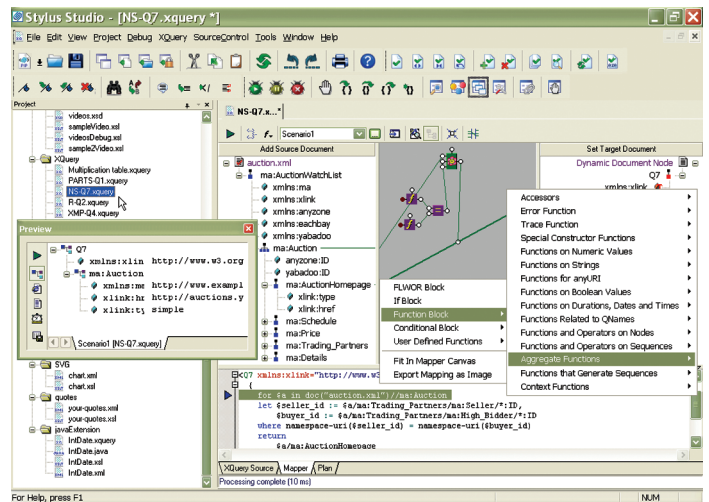 Stylus Studio - [NS-Q7.xquery *]
File Edit View Project Debug XQuery SourceControl Tools Window Help
Project
videos.xsd
sampleVideo.xsl
videosDebug.xsl
sample2Video.xsl
XQuery
Multiplication table.xquery
PARTS-Q1.xquery
NS-Q7.xquery
R-Q2.xquery
XMP-Q4.xquery
Preview
Q7
xmlns:xlin http://www.w3.org
ma:Auction
xmlns:ma http://www.exampl
xlink:hr http://auctions.y
xlink:ty simple
Scenario1 [NS-Q7.xquery]
SVG
chart.xml
chart.xsl
quotes
your-quotes.xml
your-quotes.xsl
javaExtension
IntDate.xquery
IntDate.java
IntDate.xsl
IntDate.xml
NS-Q7.x...*
Scenario1
Add Source Document
Set Target Document
auction.xml
ma:AuctionWatchList
xmlns:ma
xmlns:xlink
xmlns:anyzone
xmlns:eachbay
xmlns:yabadoo
ma:Auction
anyzone:ID
yabadoo:ID
ma:AuctionHomepage
xlink:type
xlink:href
ma:Schedule
ma:Price
ma:Trading_Partners
ma:Details
Dynamic Document Node
Q7
xmlns:xlink
FLWOR Block
If Block
Function Block
Conditional Block
User Defined Functions
Fit In Mapper Canvas
Export Mapping as Image
Accessors
Error Function
Trace Function
Special Constructor Functions
Functions on Numeric Values
Functions on Strings
Functions for anyURI
Functions on Boolean Values
Functions on Durations, Dates and Times
Functions Related to QNames
Functions and Operators on Nodes
Functions and Operators on Sequences
Aggregate Functions
Functions that Generate Sequences
Context Functions
<Q7 xmlns:xlink="http://www.w3
{
for $a in doc("auction.xml")//ma:Auction
let $seller_id := $a/ma:Trading_Partners/ma:Seller/*:ID,
$buyer_id := $a/ma:Trading_Partners/ma:High_Bidder/*:ID
where namespace-uri($seller_id) = namespace-uri($buyer_id)
return
$a/ma:AuctionHomepage
XQuery Source Mapper Plan
Processing complete (10 ms)
For Help, press F1
NUM